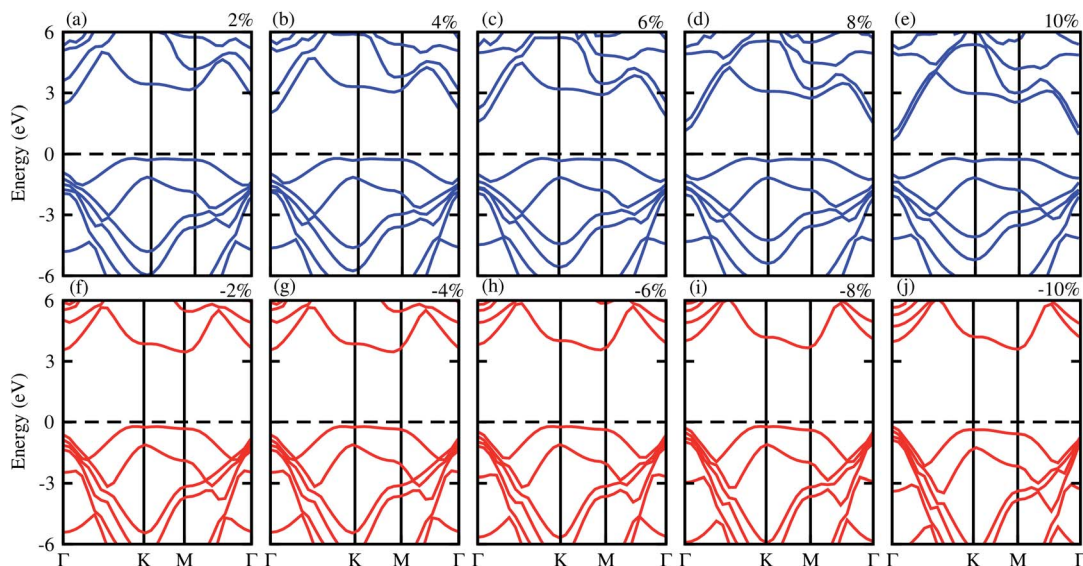 (a) 2% (b) 4% (c) 6% (d) 8% (e) 10%
6
3
0
-3
-6
Energy (eV)
(f) -2% (g) -4% (h) -6% (i) -8% (j) -10%
6
3
0
-3
-6
Energy (eV)
Γ K M Γ K M Γ K M Γ K M Γ K M Γ